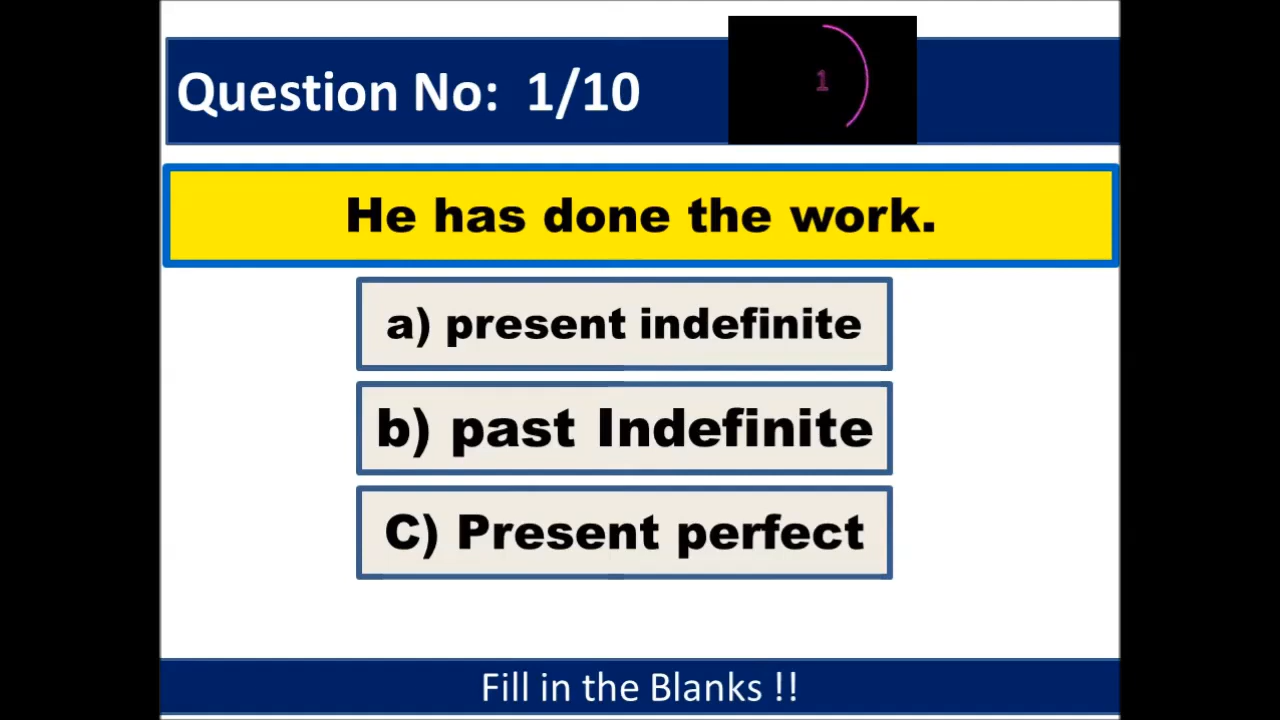 Question No: 1/10
1
He has done the work.
a) present indefinite
b) past Indefinite
C) Present perfect
Fill in the Blanks !!